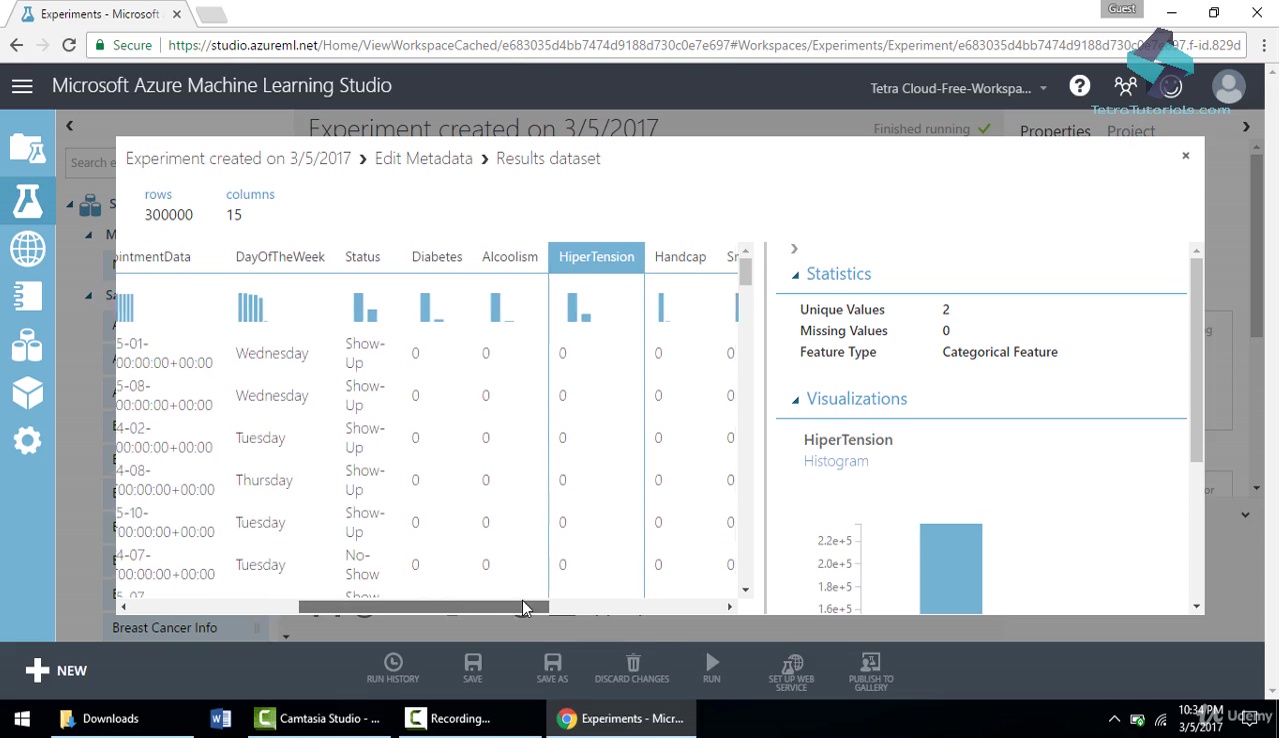 Experiments - Microsoft
Guest
Secure https://studio.azureml.net/Home/ViewWorkspaceCached/e683035d4bb7474d9188d730c0e7e697#Workspaces/Experiments/Experiment/e683035d4bb7474d9188d730c0e7e697.f-id.829d
Microsoft Azure Machine Learning Studio
Tetra Cloud-Free-Workspa...
TetraTutorials.com
Experiment created on 3/5/2017
Finished running
Properties Project
Search e
Experiment created on 3/5/2017 Edit Metadata Results dataset
rows columns
300000 15
ointmentData DayOfTheWeek Status Diabetes Alcoolism HiperTension Handcap Sr
Statistics
Unique Values 2
Missing Values 0
Feature Type Categorical Feature
5-01- 00:00:00+00:00 Wednesday Show-Up 0 0 0 0 0
5-08- 00:00:00+00:00 Wednesday Show-Up 0 0 0 0 0
4-02- 00:00:00+00:00 Tuesday Show-Up 0 0 0 0 0
4-08- 00:00:00+00:00 Thursday Show-Up 0 0 0 0 0
5-10- 00:00:00+00:00 Tuesday Show-Up 0 0 0 0 0
4-07- 00:00:00+00:00 Tuesday No-Show 0 0 0 0 0
5-07- Show-
Visualizations
HiperTension
Histogram
2.2e+5
2.0e+5
1.8e+5
1.6e+5
Breast Cancer Info
NEW
RUN HISTORY
SAVE
SAVE AS
DISCARD CHANGES
RUN
SET UP WEB SERVICE
PUBLISH TO GALLERY
Downloads
Camtasia Studio - ...
Recording...
Experiments - Micr...
10:34 PM
3/5/2017
Udemy